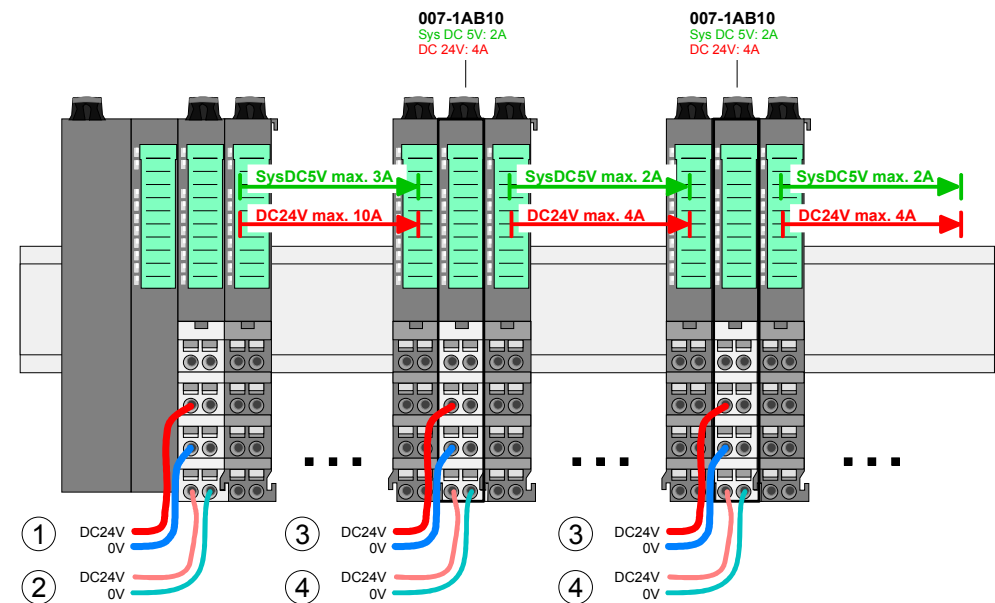 007-1AB10
Sys DC 5V: 2A
DC 24V: 4A
007-1AB10
Sys DC 5V: 2A
DC 24V: 4A
SysDC5V max. 3A
SysDC5V max. 2A
SysDC5V max. 2A
DC24V max. 10A
DC24V max. 4A
DC24V max. 4A
...
...
...
1 DC24V
0V
3 DC24V
0V
3 DC24V
0V
2 DC24V
0V
4 DC24V
0V
4 DC24V
0V